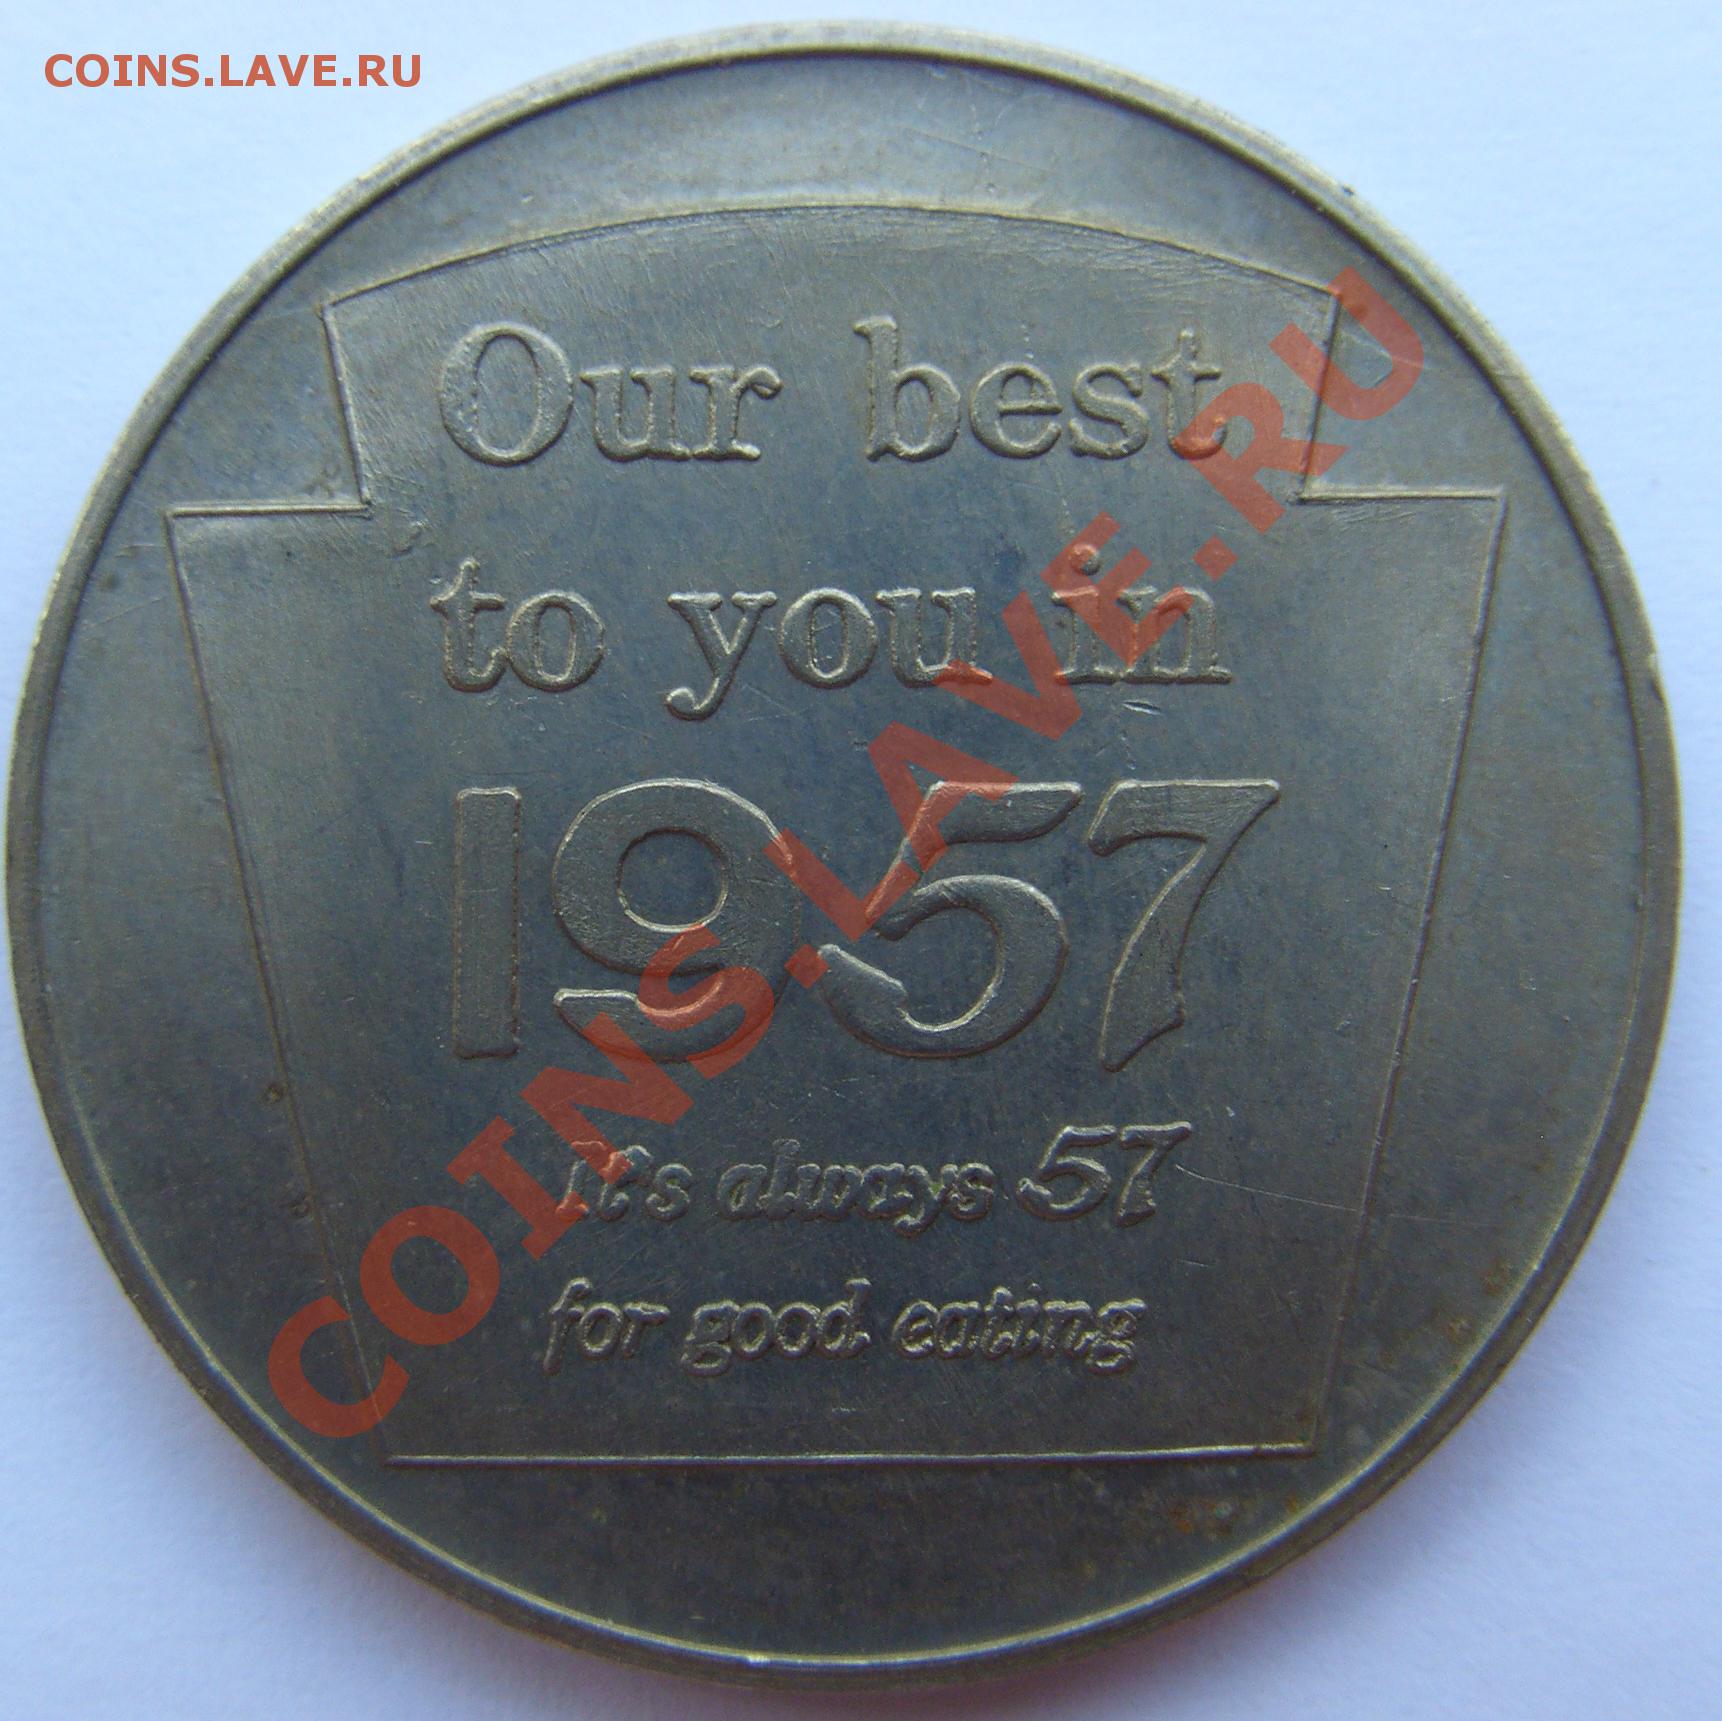 COINS.LAVE.RU
Our best
to you in
1957
It's always 57
for good eating
COINS.LAVE.RU